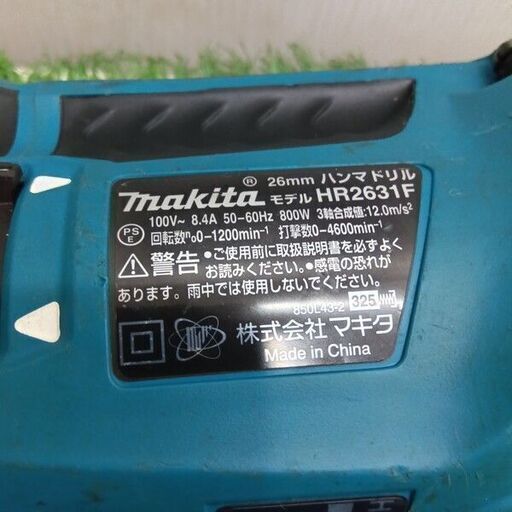 26mm ハンマドリル
makita® モデル HR2631F
100V~ 8.4A 50-60Hz 800W 3軸合成値:12.0m/s²
PS E 回転数n₀0-1200min⁻¹ 打撃数0-4600min⁻¹
⚠警告 ●ご使用前に取扱説明書を必ずよく
お読みください。●感電の恐れが
あります。雨中では使用しないでください。
850L43-2 325
株式会社 マキタ
Made in China